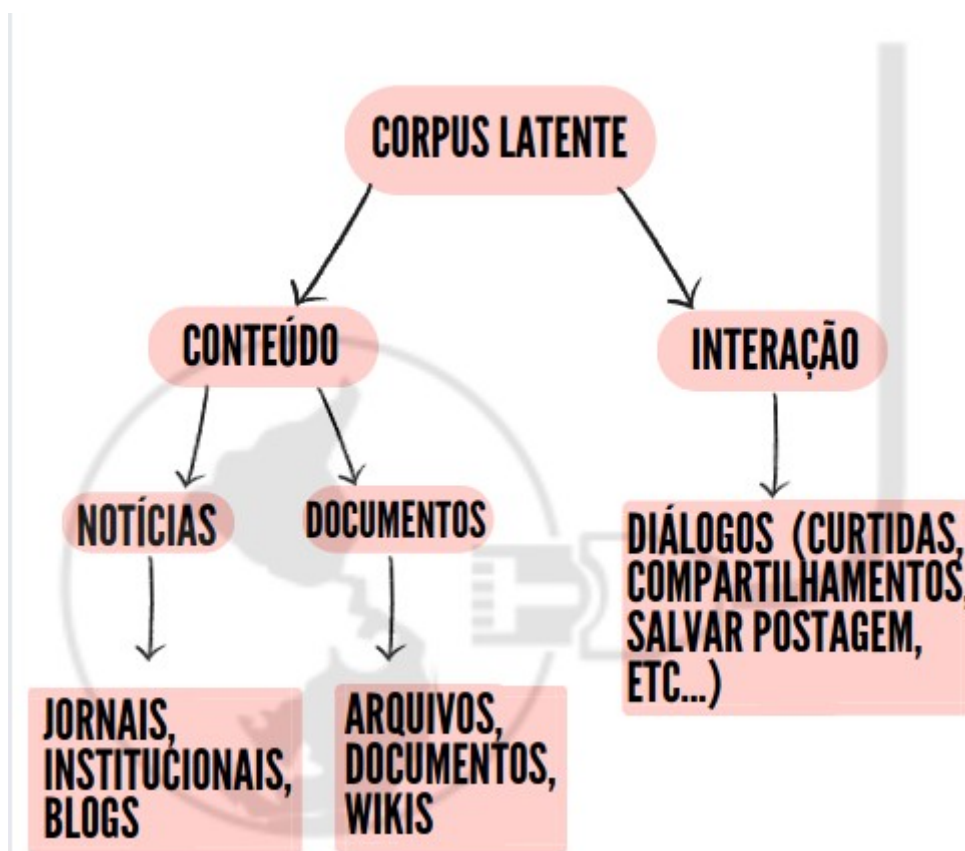 CORPUS LATENTE
CONTEÚDO
INTERAÇÃO
NOTÍCIAS
DOCUMENTOS
DIÁLOGOS (CURTIDAS,
COMPARTILHAMENTOS,
SALVAR POSTAGEM,
ETC...)
JORNAIS,
INSTITUCIONAIS,
BLOGS
ARQUIVOS,
DOCUMENTOS,
WIKIS